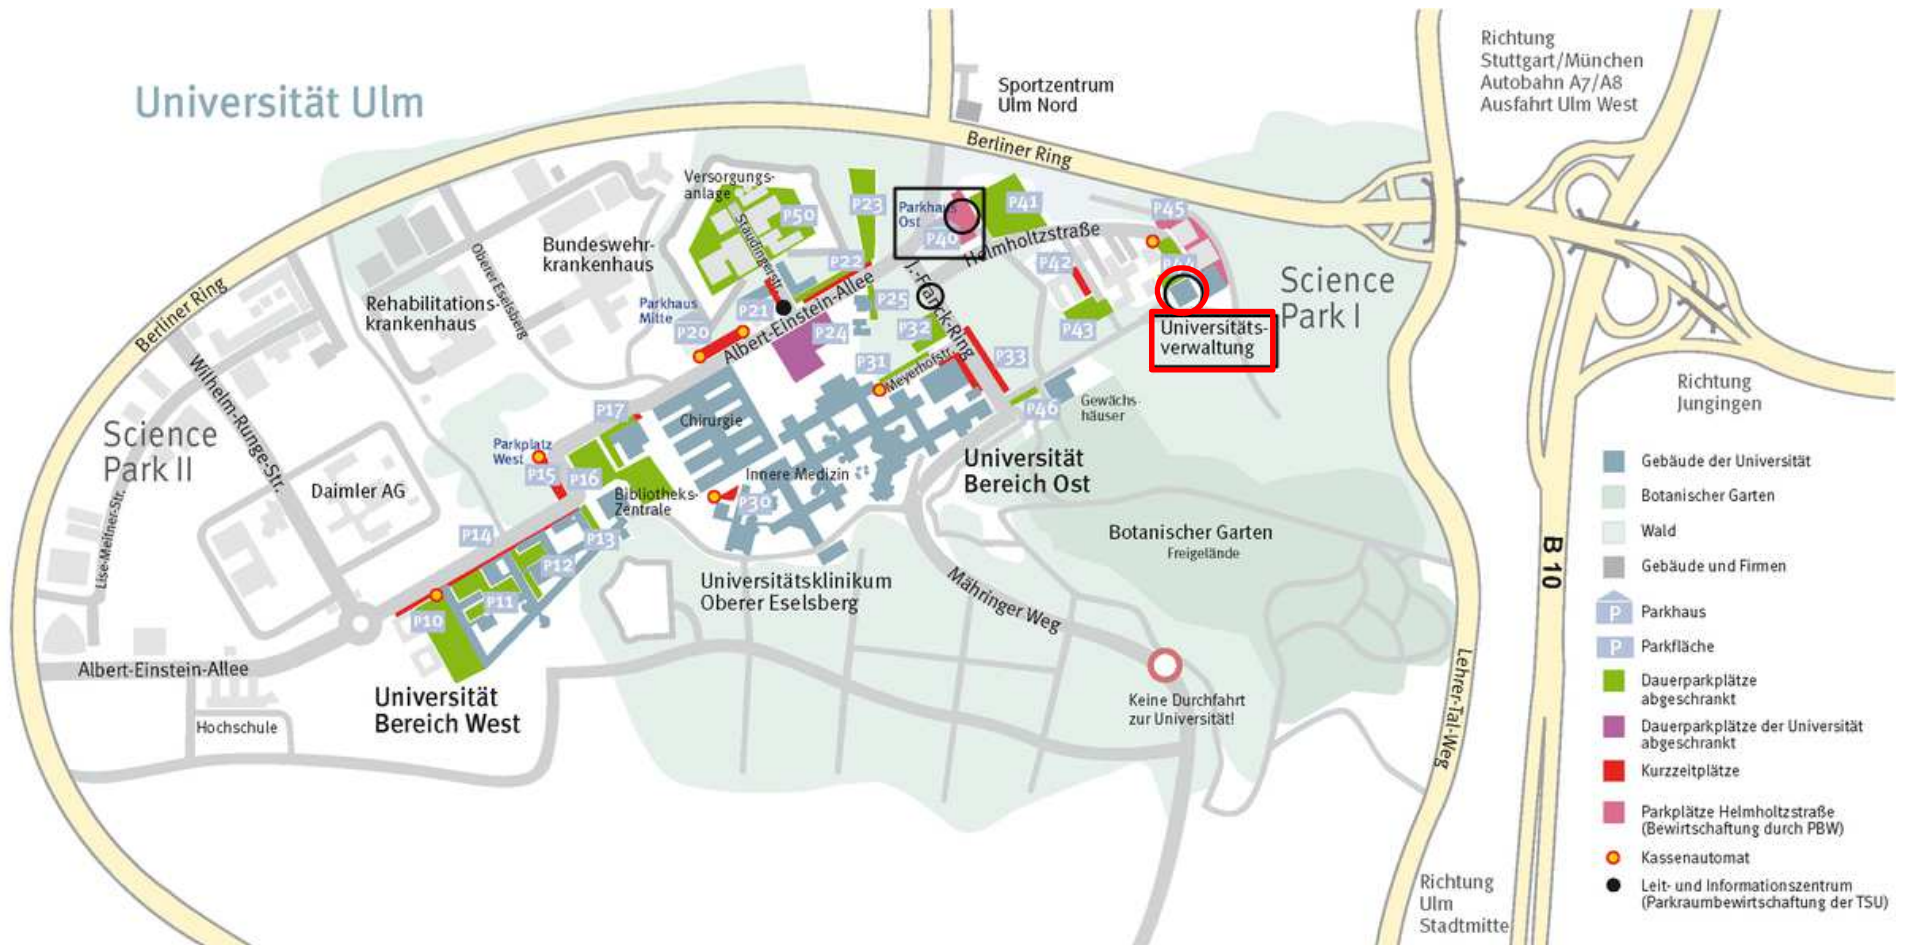 Universität Ulm
Sportzentrum
Ulm Nord
Richtung
Stuttgart/München
Autobahn A7/A8
Ausfahrt Ulm West
Berliner Ring
Versorgungs-
anlage
P50
P23
Parkhaus
Ost
P40
P41
P45
Helmholtzstraße
Staudingerstr.
Bundeswehr-
krankenhaus
Oberer Eselsberg
P22
P42
P44
Science
Park I
Berliner Ring
Rehabilitations-
krankenhaus
Parkhaus
Mitte
P20
P21
Albert-Einstein-Allee
P24
P25
J.-Franck-Ring
P32
P43
Universitäts-
verwaltung
P31
Meyerhofstr.
P33
P46
Gewächs-
häuser
Richtung
Jungingen
Wilhelm-Runge-Str.
P17
Chirurgie
Science
Park II
Parkplatz
West
P15
P16
Innere Medizin
Universität
Bereich Ost
Daimler AG
Bibliotheks-
Zentrale
P30
Lise-Meitner-Str.
P14
P13
P12
P11
P10
Botanischer Garten
Freigelände
Universitätsklinikum
Oberer Eselsberg
Mähringer Weg
B 10
Albert-Einstein-Allee
Universität
Bereich West
Hochschule
Keine Durchfahrt
zur Universität!
Lehrer-Tal-Weg
Richtung
Ulm
Stadtmitte
Gebäude der Universität
Botanischer Garten
Wald
Gebäude und Firmen
P
Parkhaus
P
Parkfläche
Dauerparkplätze
abgeschrankt
Dauerparkplätze der Universität
abgeschrankt
Kurzzeitplätze
Parkplätze Helmholtzstraße
(Bewirtschaftung durch PBW)
Kassenautomat
Leit- und Informationszentrum
(Parkraumbewirtschaftung der TSU)